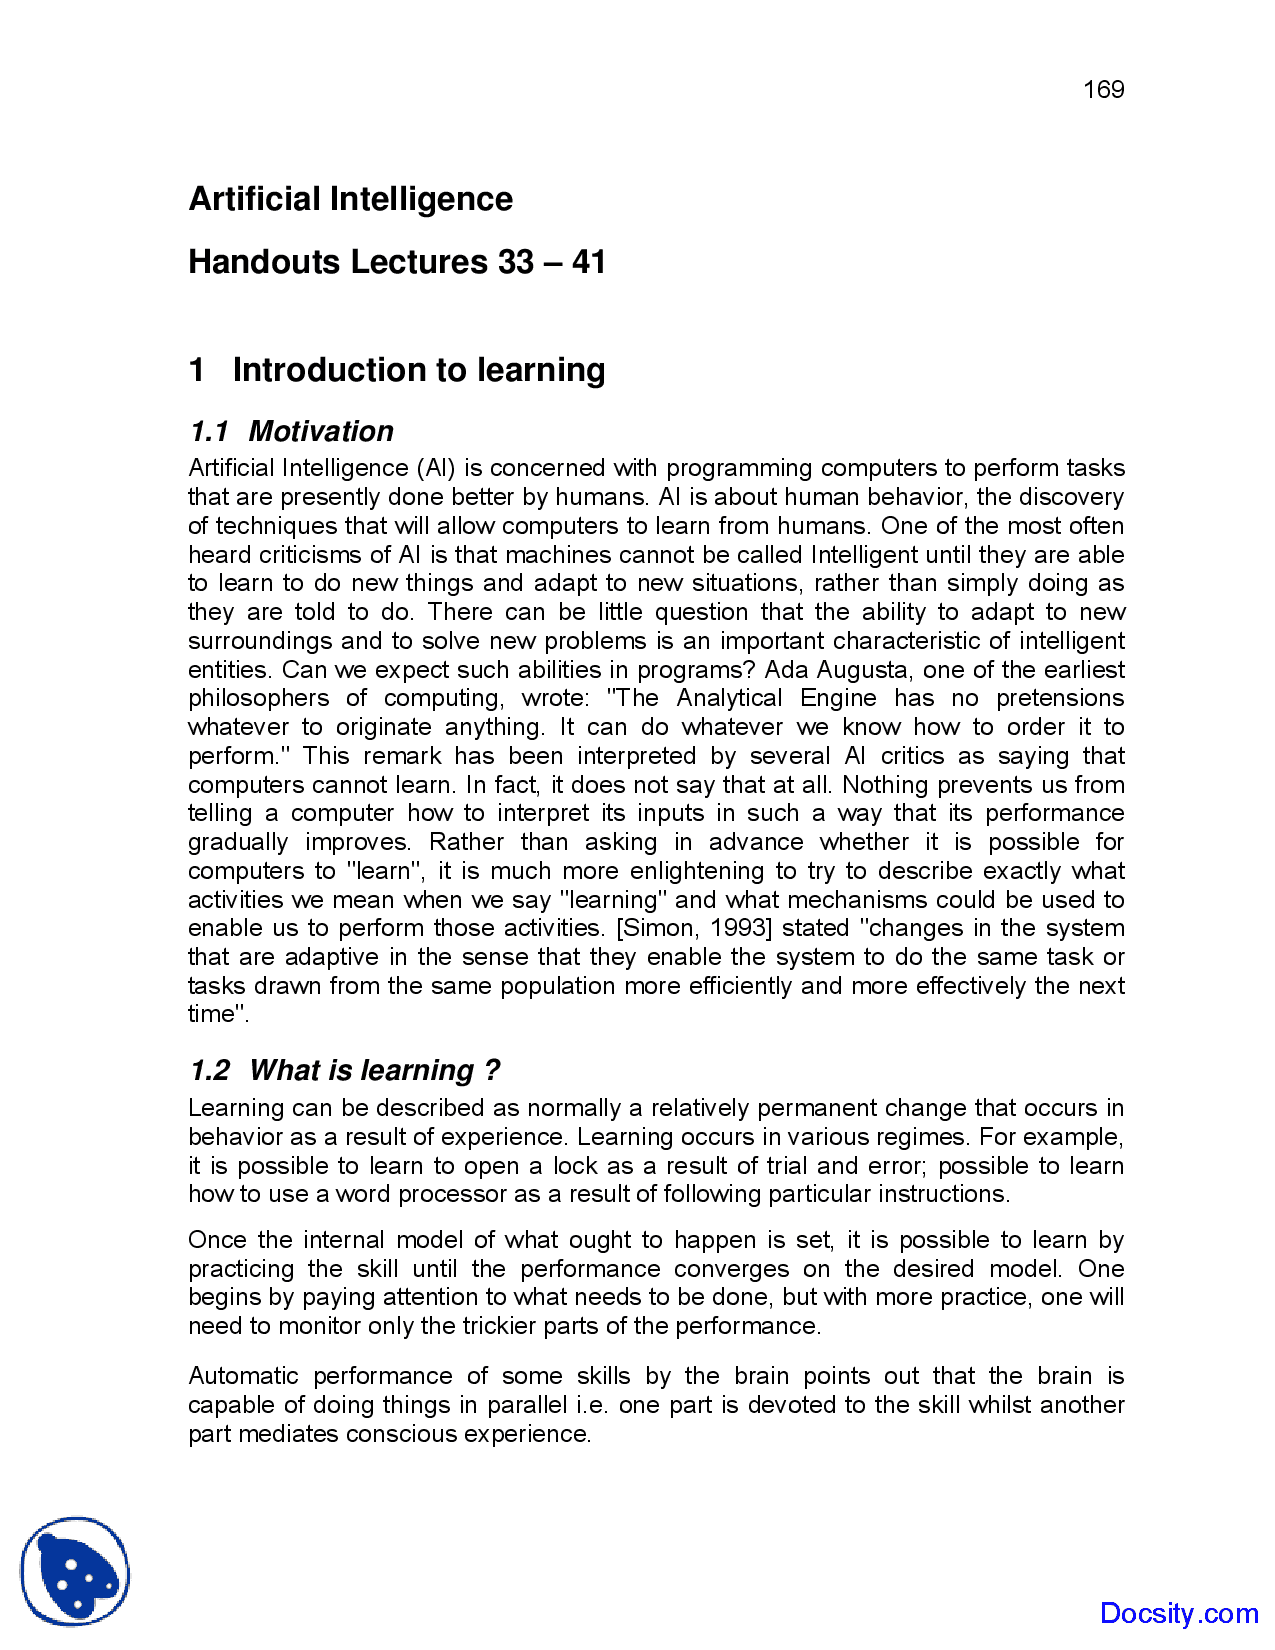 169
Artificial Intelligence
Handouts Lectures 33 – 41
1 Introduction to learning
1.1 Motivation
Artificial Intelligence (AI) is concerned with programming computers to perform tasks
that are presently done better by humans. AI is about human behavior, the discovery
of techniques that will allow computers to learn from humans. One of the most often
heard criticisms of AI is that machines cannot be called Intelligent until they are able
to learn to do new things and adapt to new situations, rather than simply doing as
they are told to do. There can be little question that the ability to adapt to new
surroundings and to solve new problems is an important characteristic of intelligent
entities. Can we expect such abilities in programs? Ada Augusta, one of the earliest
philosophers of computing, wrote: "The Analytical Engine has no pretensions
whatever to originate anything. It can do whatever we know how to order it to
perform." This remark has been interpreted by several AI critics as saying that
computers cannot learn. In fact, it does not say that at all. Nothing prevents us from
telling a computer how to interpret its inputs in such a way that its performance
gradually improves. Rather than asking in advance whether it is possible for
computers to "learn", it is much more enlightening to try to describe exactly what
activities we mean when we say "learning" and what mechanisms could be used to
enable us to perform those activities. [Simon, 1993] stated "changes in the system
that are adaptive in the sense that they enable the system to do the same task or
tasks drawn from the same population more efficiently and more effectively the next
time".
1.2 What is learning ?
Learning can be described as normally a relatively permanent change that occurs in
behavior as a result of experience. Learning occurs in various regimes. For example,
it is possible to learn to open a lock as a result of trial and error; possible to learn
how to use a word processor as a result of following particular instructions.
Once the internal model of what ought to happen is set, it is possible to learn by
practicing the skill until the performance converges on the desired model. One
begins by paying attention to what needs to be done, but with more practice, one will
need to monitor only the trickier parts of the performance.
Automatic performance of some skills by the brain points out that the brain is
capable of doing things in parallel i.e. one part is devoted to the skill whilst another
part mediates conscious experience.
Docsity.com